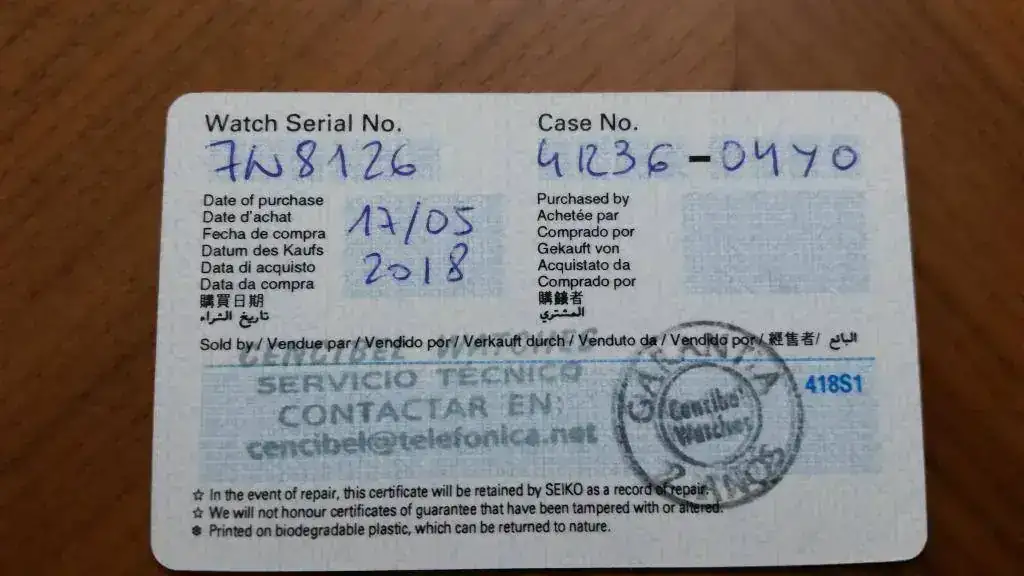 Watch Serial No.
7N8126
Case No.
4R36-04Y0
Date of purchase
Date d'achat
Fecha de compra
Datum des Kaufs
Data di acquisto
Data da compra
購買日期
تاريخ الشراء
17/05
2018
Purchased by
Achetée par
Comprado por
Gekauft von
Acquistato da
Comprado por
購錶者
المشتري
Sold by / Vendue par / Vendido por / Verkauft durch / Venduto da / Vendido por / 經售者/ البائع
CENCIBEL WATCHES
SERVICIO TECNICO
CONTACTAR EN:
cencibel@telefonica.net
GARANTIA
Cencibel
Watches
418S1
☆ In the event of repair, this certificate will be retained by SEIKO as a record of repair.
☆ We will not honour certificates of guarantee that have been tampered with or altered.
❄ Printed on biodegradable plastic, which can be returned to nature.